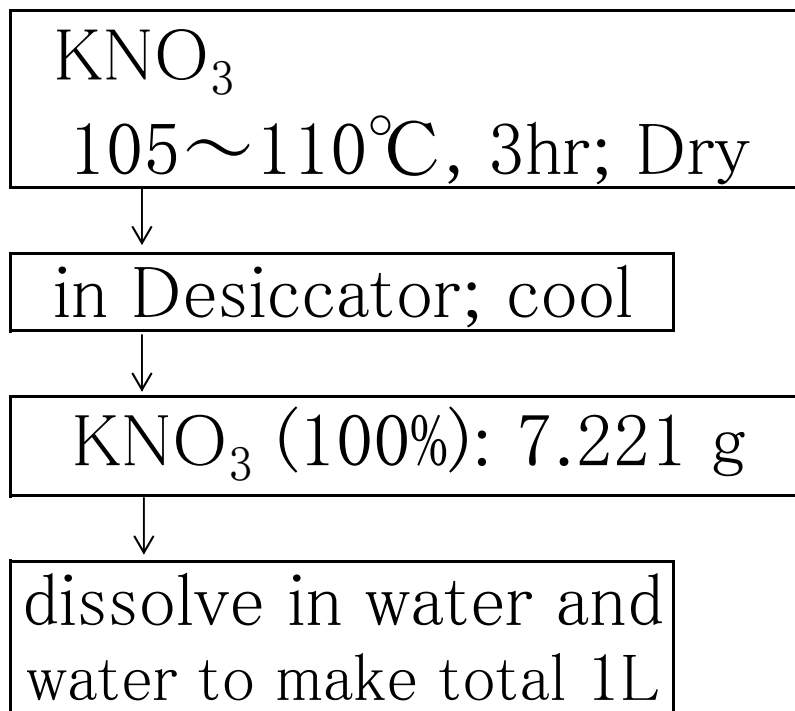 KNO₃
105～110℃, 3hr; Dry
in Desiccator; cool
KNO₃ (100%): 7.221 g
dissolve in water and
water to make total 1L